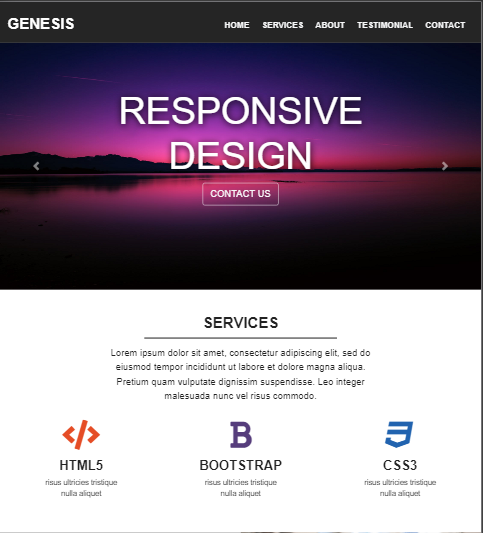 GENESIS
HOME SERVICES ABOUT TESTIMONIAL CONTACT
RESPONSIVE
DESIGN
CONTACT US
SERVICES
Lorem ipsum dolor sit amet, consectetur adipiscing elit, sed do
eiusmod tempor incididunt ut labore et dolore magna aliqua.
Pretium quam vulputate dignissim suspendisse. Leo integer
malesuada nunc vel risus commodo.
HTML5
risus ultricies tristique
nulla aliquet
BOOTSTRAP
risus ultricies tristique
nulla aliquet
CSS3
risus ultricies tristique
nulla aliquet